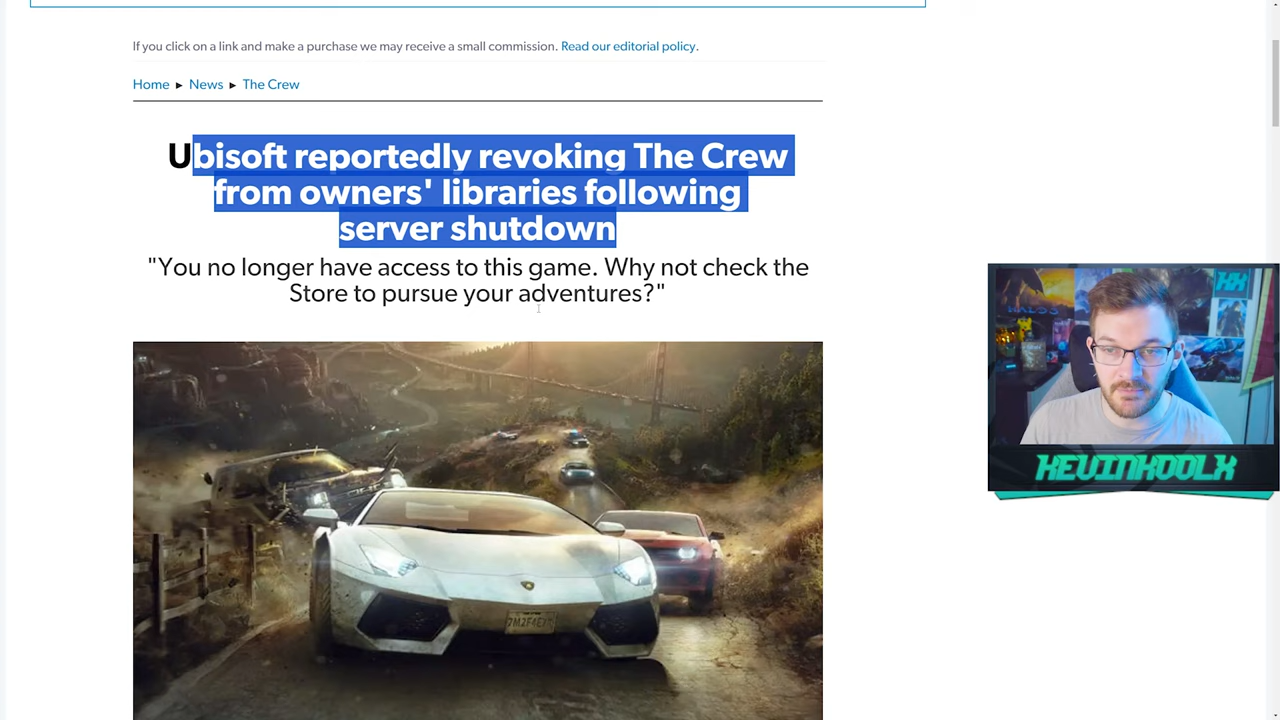 If you click on a link and make a purchase we may receive a small commission. Read our editorial policy.
Home ▸ News ▸ The Crew
Ubisoft reportedly revoking The Crew
from owners' libraries following
server shutdown
"You no longer have access to this game. Why not check the
Store to pursue your adventures?"
7M2F4EX7
KEVINKOOLX